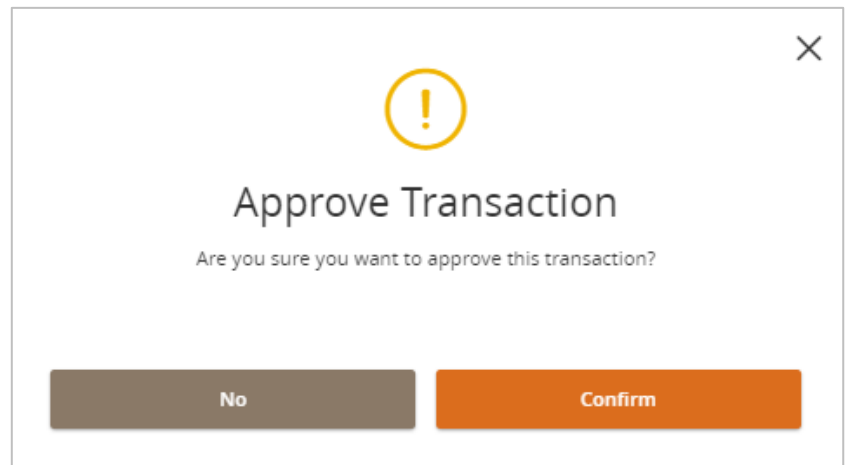 Approve Transaction
Are you sure you want to approve this transaction?
No
Confirm